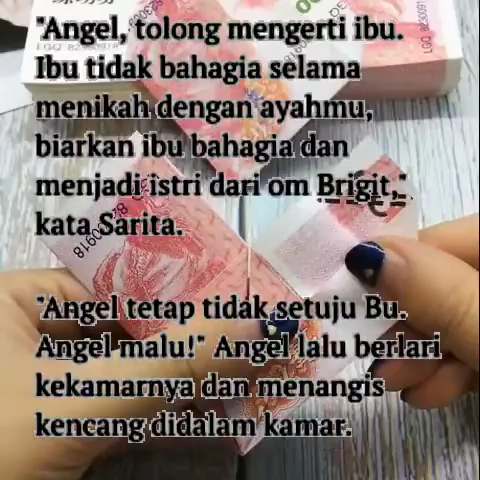 "Angel, tolong mengerti ibu.
Ibu tidak bahagia selama
menikah dengan ayahmu,
biarkan ibu bahagia dan
menjadi istri dari om Brigit,"
kata Sarita.
"Angel tetap tidak setuju Bu.
Angel malu!" Angel lalu berlari
kekamarnya dan menangis
kencang didalam kamar.